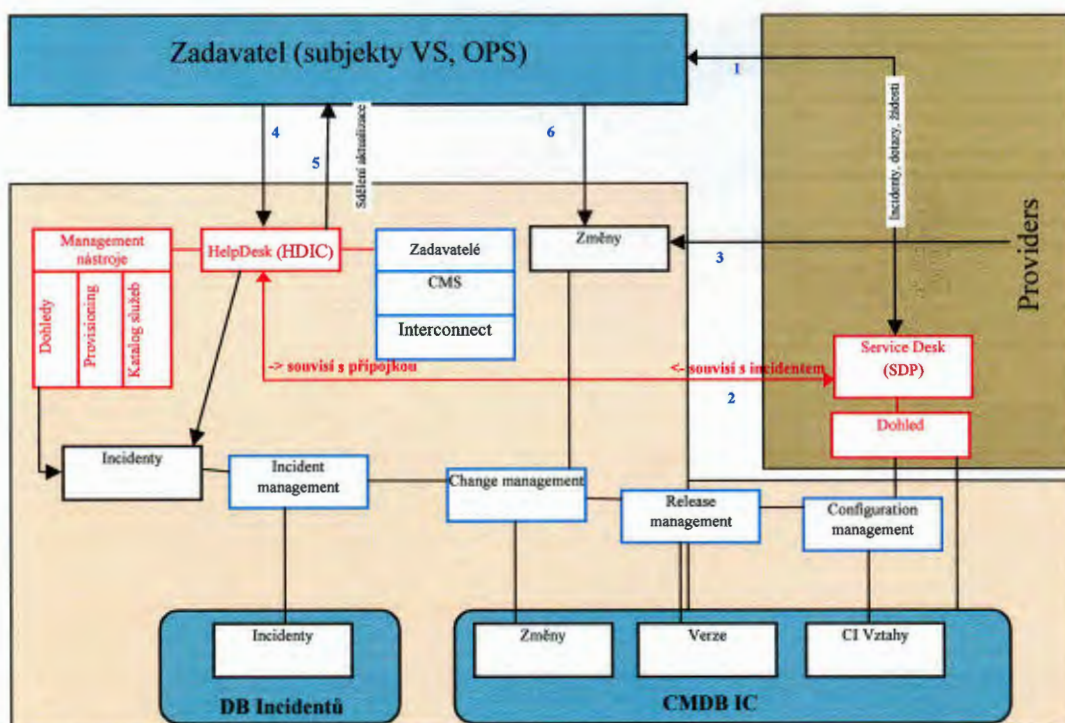 Zadavatel (subjekty VS, OPS)
1
4
5
6
Sdělení aktualizace
Incidenty, dotazy, žádosti
Providers
Management
nástroje
HelpDesk (HDIC)
Zadavatelé
Změny
3
CMS
Dohledy
Provisioning
Katalog služeb
Interconnect
-> souvisí s přípojkou
<- souvisí s incidentem
2
Service Desk
(SDP)
Dohled
Incidenty
Incident
management
Change management
Release
management
Configuration
management
Incidenty
Změny
Verze
CI Vztahy
DB Incidentů
CMDB IC